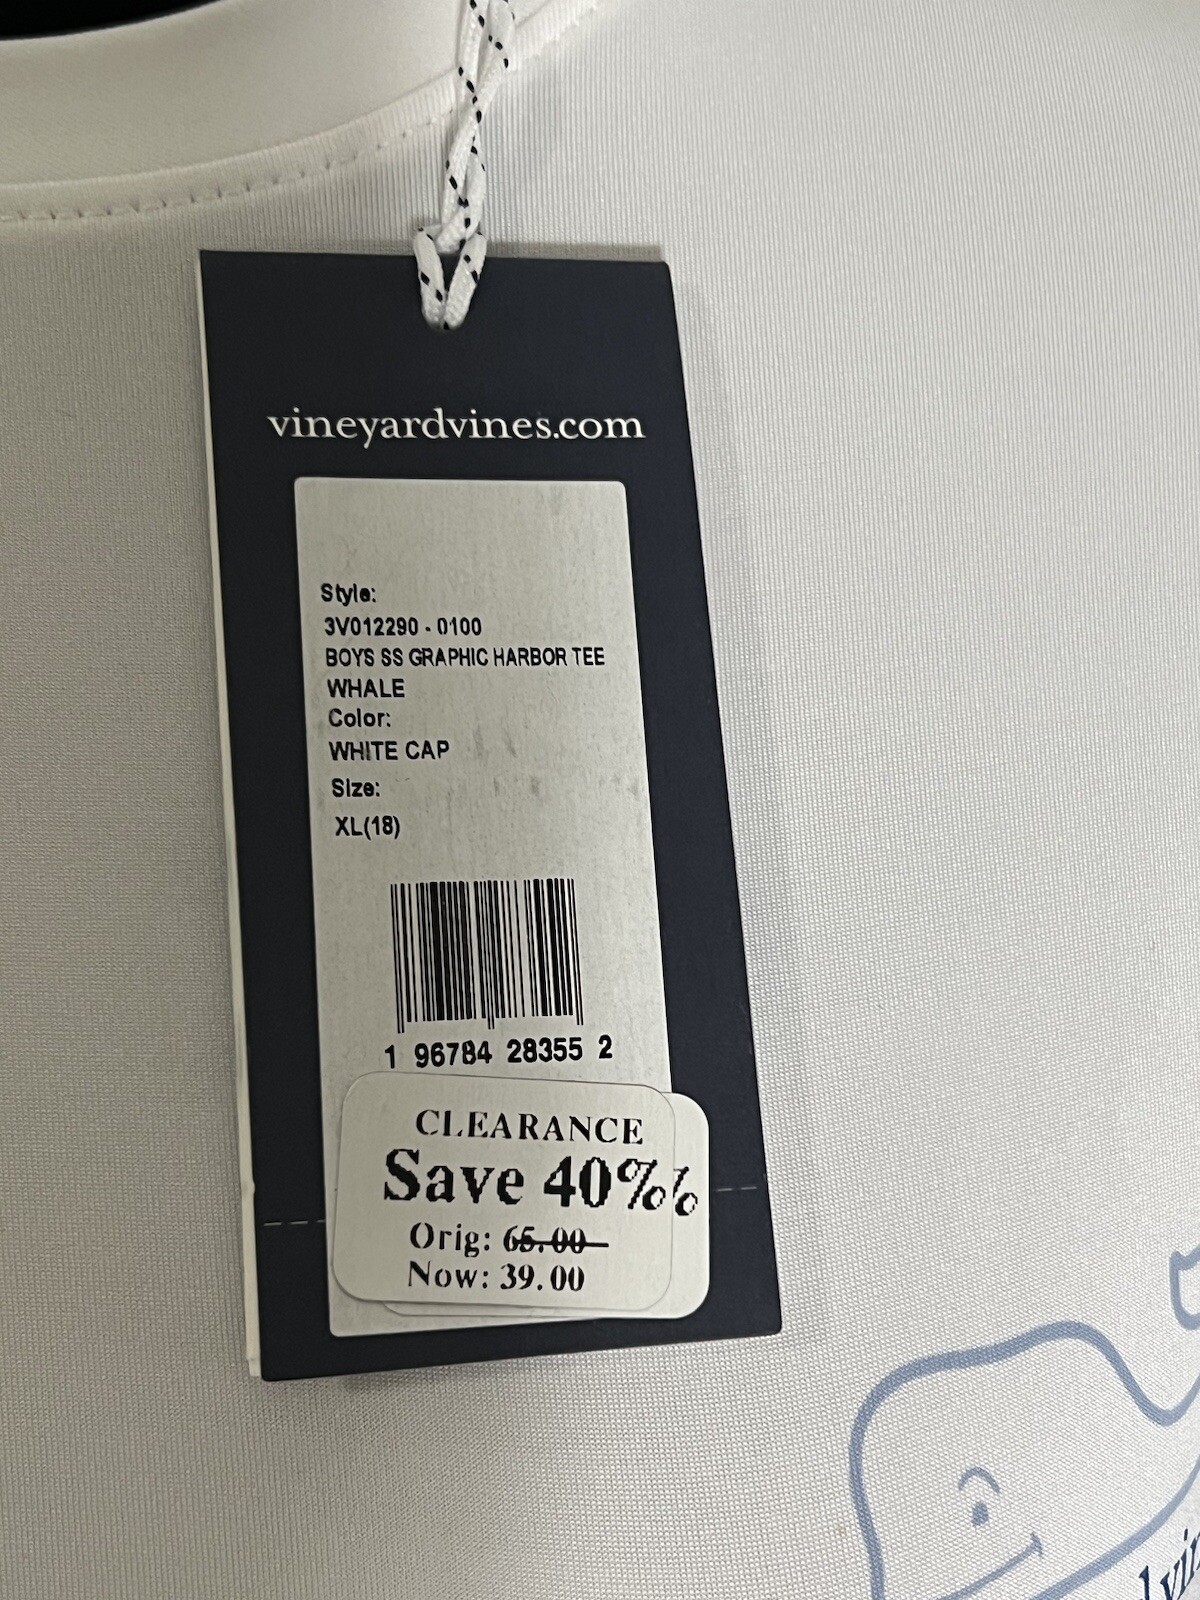 vineyardvines.com
Style:
3V012290 - 0100
BOYS SS GRAPHIC HARBOR TEE
WHALE
Color:
WHITE CAP
Size:
XL(18)
1 96784 28355 2
CLEARANCE
Save 40%
Orig: 65.00
Now: 39.00